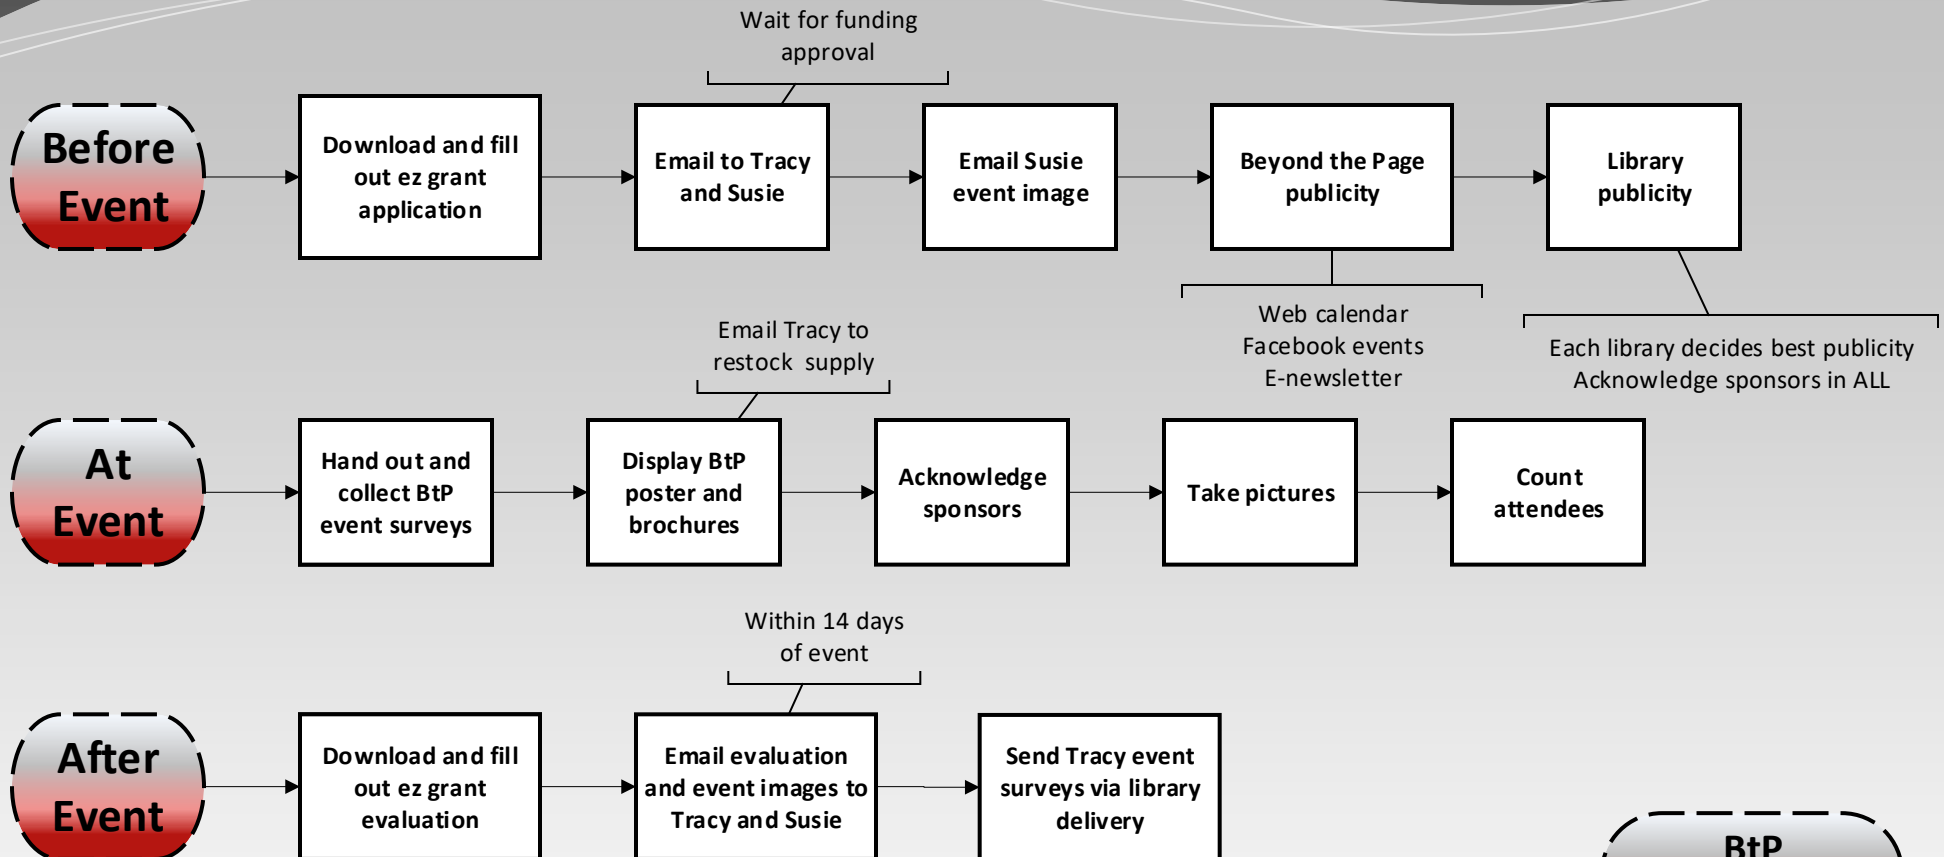 Wait for funding
approval
Before
Event
Download and fill
out ez grant
application
Email to Tracy
and Susie
Email Susie
event image
Beyond the Page
publicity
Library
publicity
Web calendar
Facebook events
E-newsletter
Each library decides best publicity
Acknowledge sponsors in ALL
Email Tracy to
restock supply
At
Event
Hand out and
collect BtP
event surveys
Display BtP
poster and
brochures
Acknowledge
sponsors
Take pictures
Count
attendees
Within 14 days
of event
After
Event
Download and fill
out ez grant
evaluation
Email evaluation
and event images to
Tracy and Susie
Send Tracy event
surveys via library
delivery
BtP